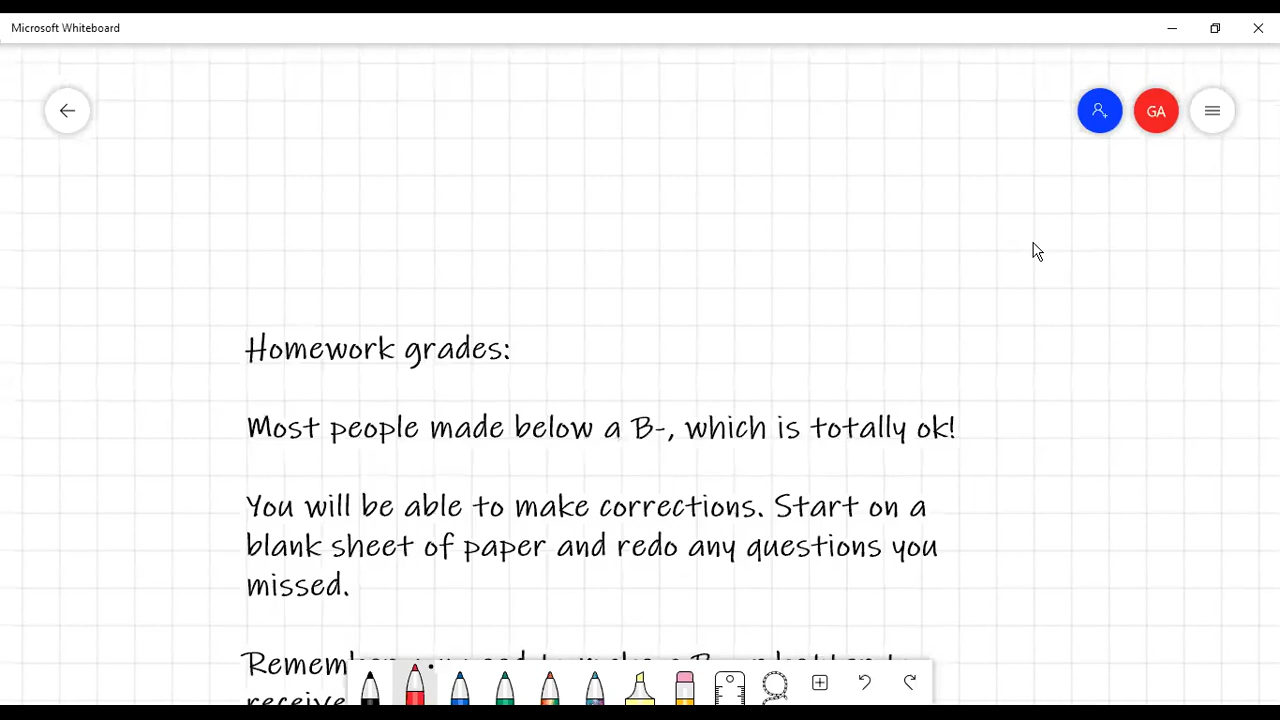 Microsoft Whiteboard
GA
Homework grades:
Most people made below a B-, which is totally ok!
You will be able to make corrections. Start on a
blank sheet of paper and redo any questions you
missed.
receive